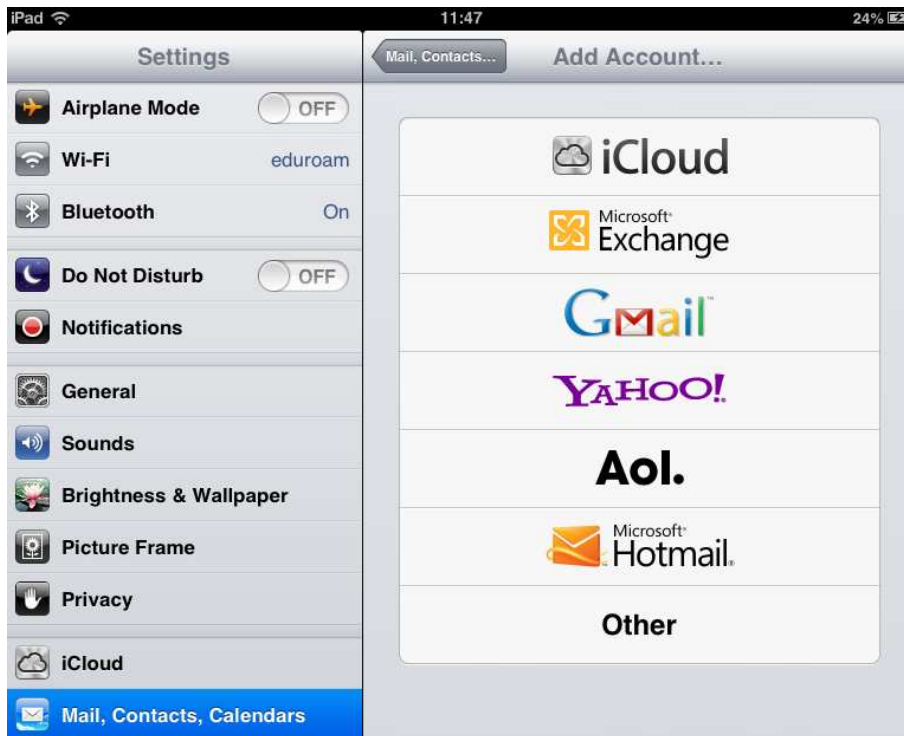 iPad 11:47 24%
Settings
Mail, Contacts... Add Account...
Airplane Mode OFF
Wi-Fi eduroam
Bluetooth On
Do Not Disturb OFF
Notifications
General
Sounds
Brightness & Wallpaper
Picture Frame
Privacy
iCloud
Mail, Contacts, Calendars
iCloud
Microsoft®
Exchange
Gmail™
YAHOO!
Aol.
Microsoft®
Hotmail®
Other